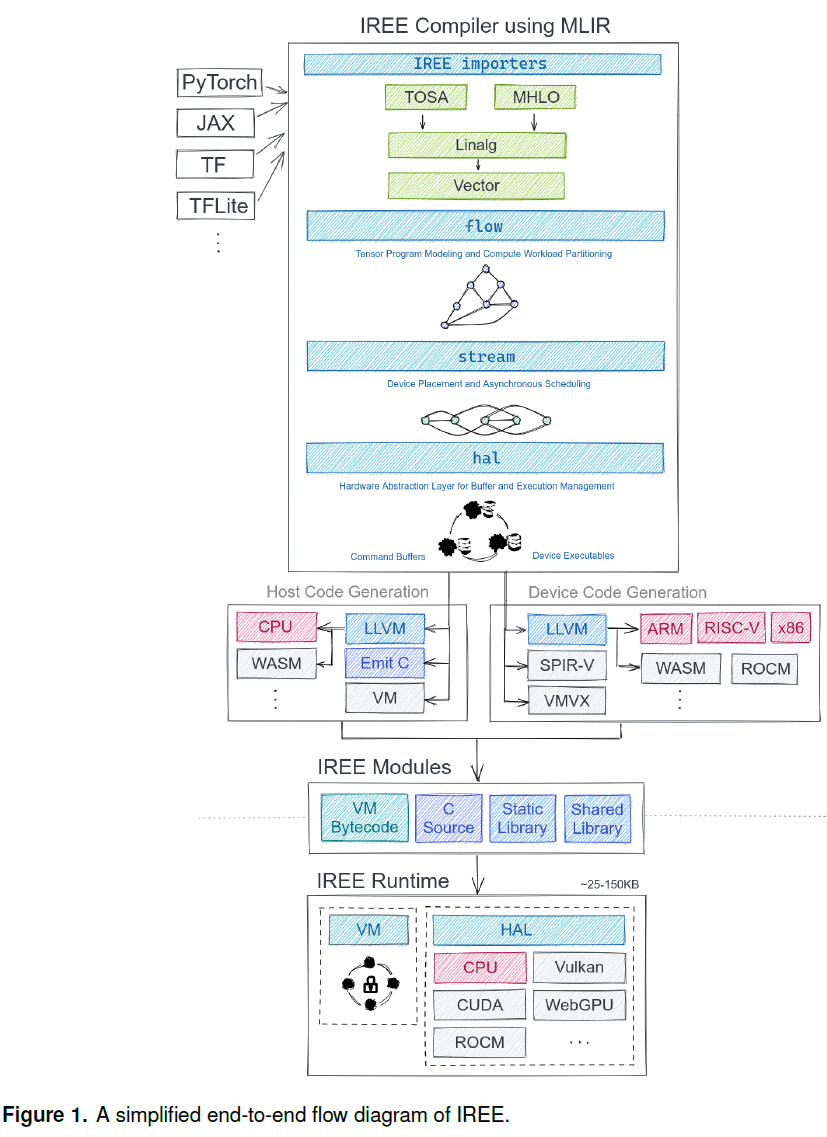 IREE Compiler using MLIR
PyTorch
JAX
TF
TFLite
⋮
IREE importers
TOSA
MHLO
Linalg
Vector
flow
Tensor Program Modeling and Compute Workload Partitioning
stream
Device Placement and Asynchronous Scheduling
hal
Hardware Abstraction Layer for Buffer and Execution Management
Command Buffers
Device Executables
Host Code Generation
CPU
LLVM
WASM
Emit C
⋮
VM
Device Code Generation
LLVM
ARM
RISC-V
x86
SPIR-V
WASM
ROCM
VMVX
⋮
IREE Modules
VM
Bytecode
C
Source
Static
Library
Shared
Library
IREE Runtime
~25-150KB
VM
HAL
CPU
Vulkan
CUDA
WebGPU
ROCM
...
Figure 1. A simplified end-to-end flow diagram of IREE.